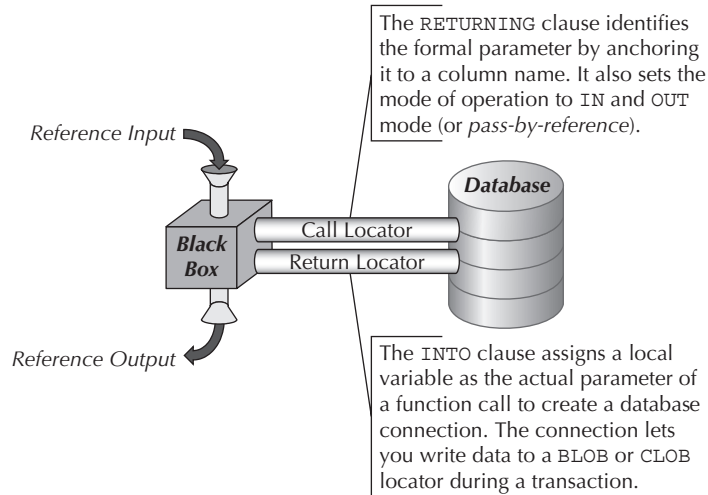 The RETURNING clause identifies
the formal parameter by anchoring
it to a column name. It also sets the
mode of operation to IN and OUT
mode (or pass-by-reference).
Reference Input
Database
Call Locator
Black
Box
Return Locator
Reference Output
The INTO clause assigns a local
variable as the actual parameter of
a function call to create a database
connection. The connection lets
you write data to a BLOB or CLOB
locator during a transaction.